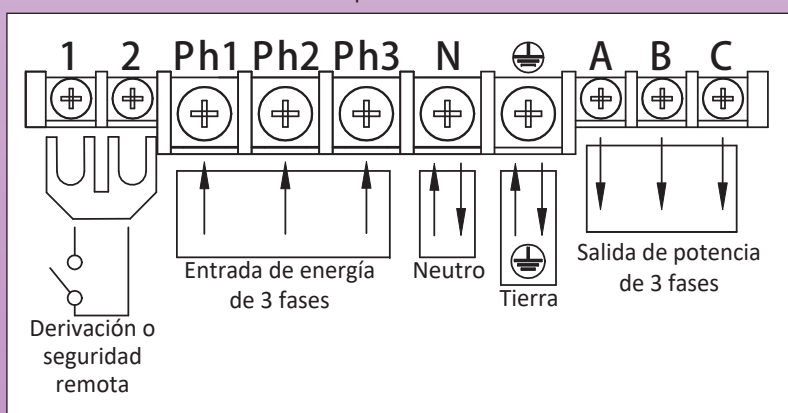 1 2 Ph1 Ph2 Ph3 N A B C
Entrada de energía
de 3 fases
Neutro
Tierra
Salida de potencia
de 3 fases
Derivación o
seguridad
remota